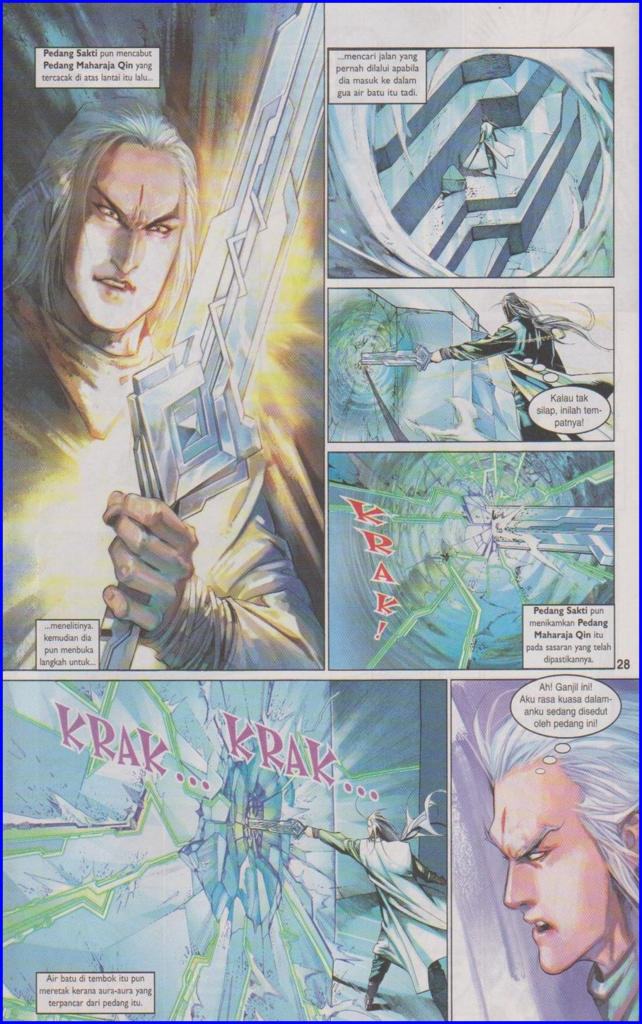 Pedang Sakti pun mencabut
Pedang Maharaja Qin yang
tercacak di atas lantai itu lalu...
...menelitinya.
kemudian dia
pun menbuka
langkah untuk...
...mencari jalan yang
pernah dilalui apabila
dia masuk ke dalam
gua air batu itu tadi.
Kalau tak
silap, inilah tem-
patnya!
KRAK!
Pedang Sakti pun
menikamkan Pedang
Maharaja Qin itu
pada sasaran yang telah
dipastikannya.
28
KRAK... KRAK...
Air batu di tembok itu pun
meretak kerana aura-aura yang
terpancar dari pedang itu.
Ah! Ganjil ini!
Aku rasa kuasa dalam-
anku sedang disedut
oleh pedang ini!